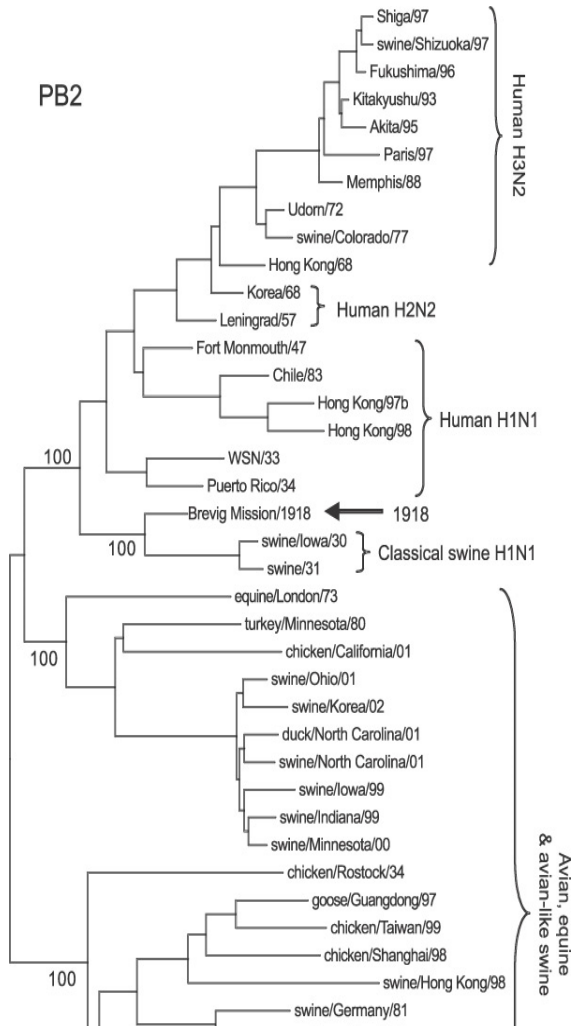 PB2
Shiga/97
swine/Shizuoka/97
Fukushima/96
Kitakyushu/93
Akita/95
Paris/97
Memphis/88
Udorn/72
swine/Colorado/77
Hong Kong/68
Human H3N2
Korea/68
Leningrad/57
Human H2N2
Fort Monmouth/47
Chile/83
Hong Kong/97b
Hong Kong/98
WSN/33
Puerto Rico/34
Human H1N1
100
Brevig Mission/1918
1918
100
swine/Iowa/30
swine/31
Classical swine H1N1
equine/London/73
100
turkey/Minnesota/80
chicken/California/01
swine/Ohio/01
swine/Korea/02
duck/North Carolina/01
swine/North Carolina/01
swine/Iowa/99
swine/Indiana/99
swine/Minnesota/00
chicken/Rostock/34
goose/Guangdong/97
chicken/Taiwan/99
chicken/Shanghai/98
100
swine/Hong Kong/98
swine/Germany/81
Avian, equine
& avian-like swine